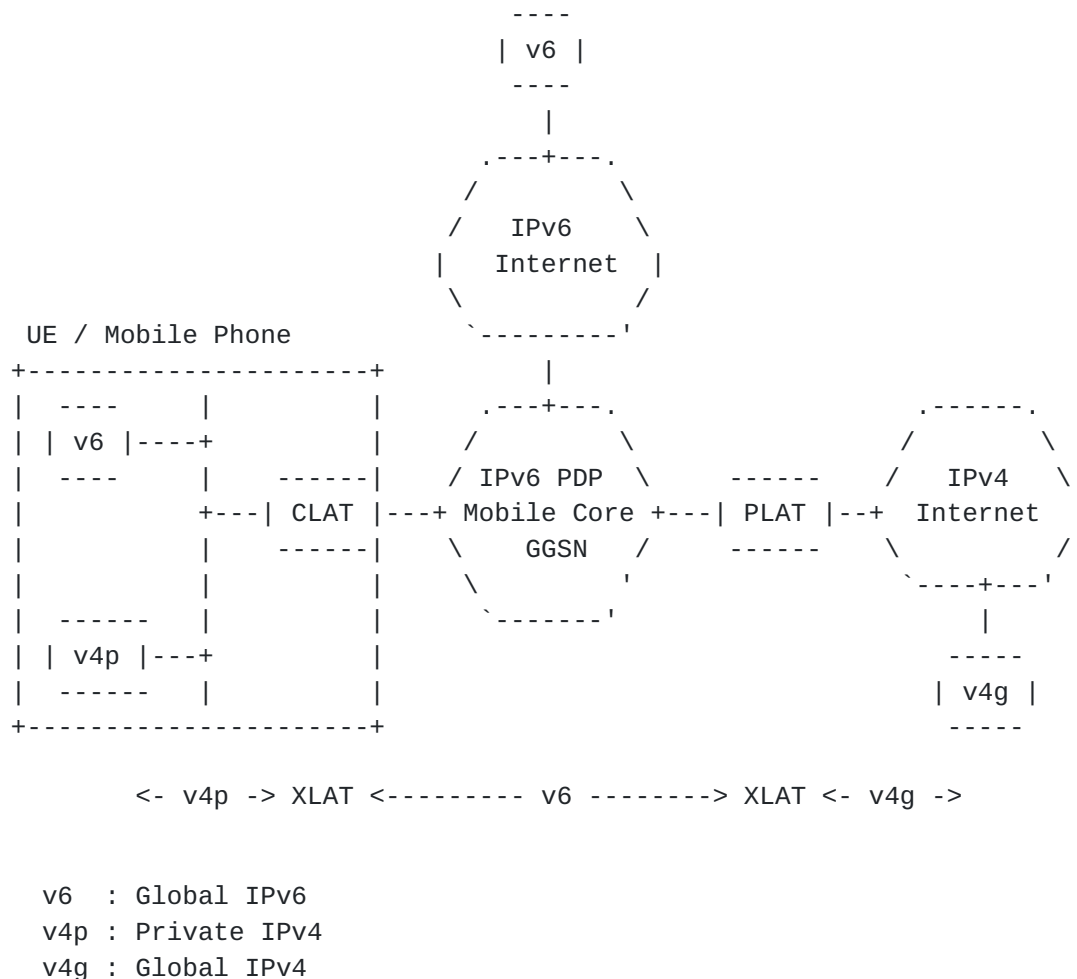 v6
IPv6
Internet
UE / Mobile Phone
v6
IPv6 PDP IPv4
CLAT Mobile Core PLAT Internet
GGSN
v4p
v4g
<- v4p -> XLAT <--------- v6 --------> XLAT <- v4g ->
v6 : Global IPv6
v4p : Private IPv4
v4g : Global IPv4